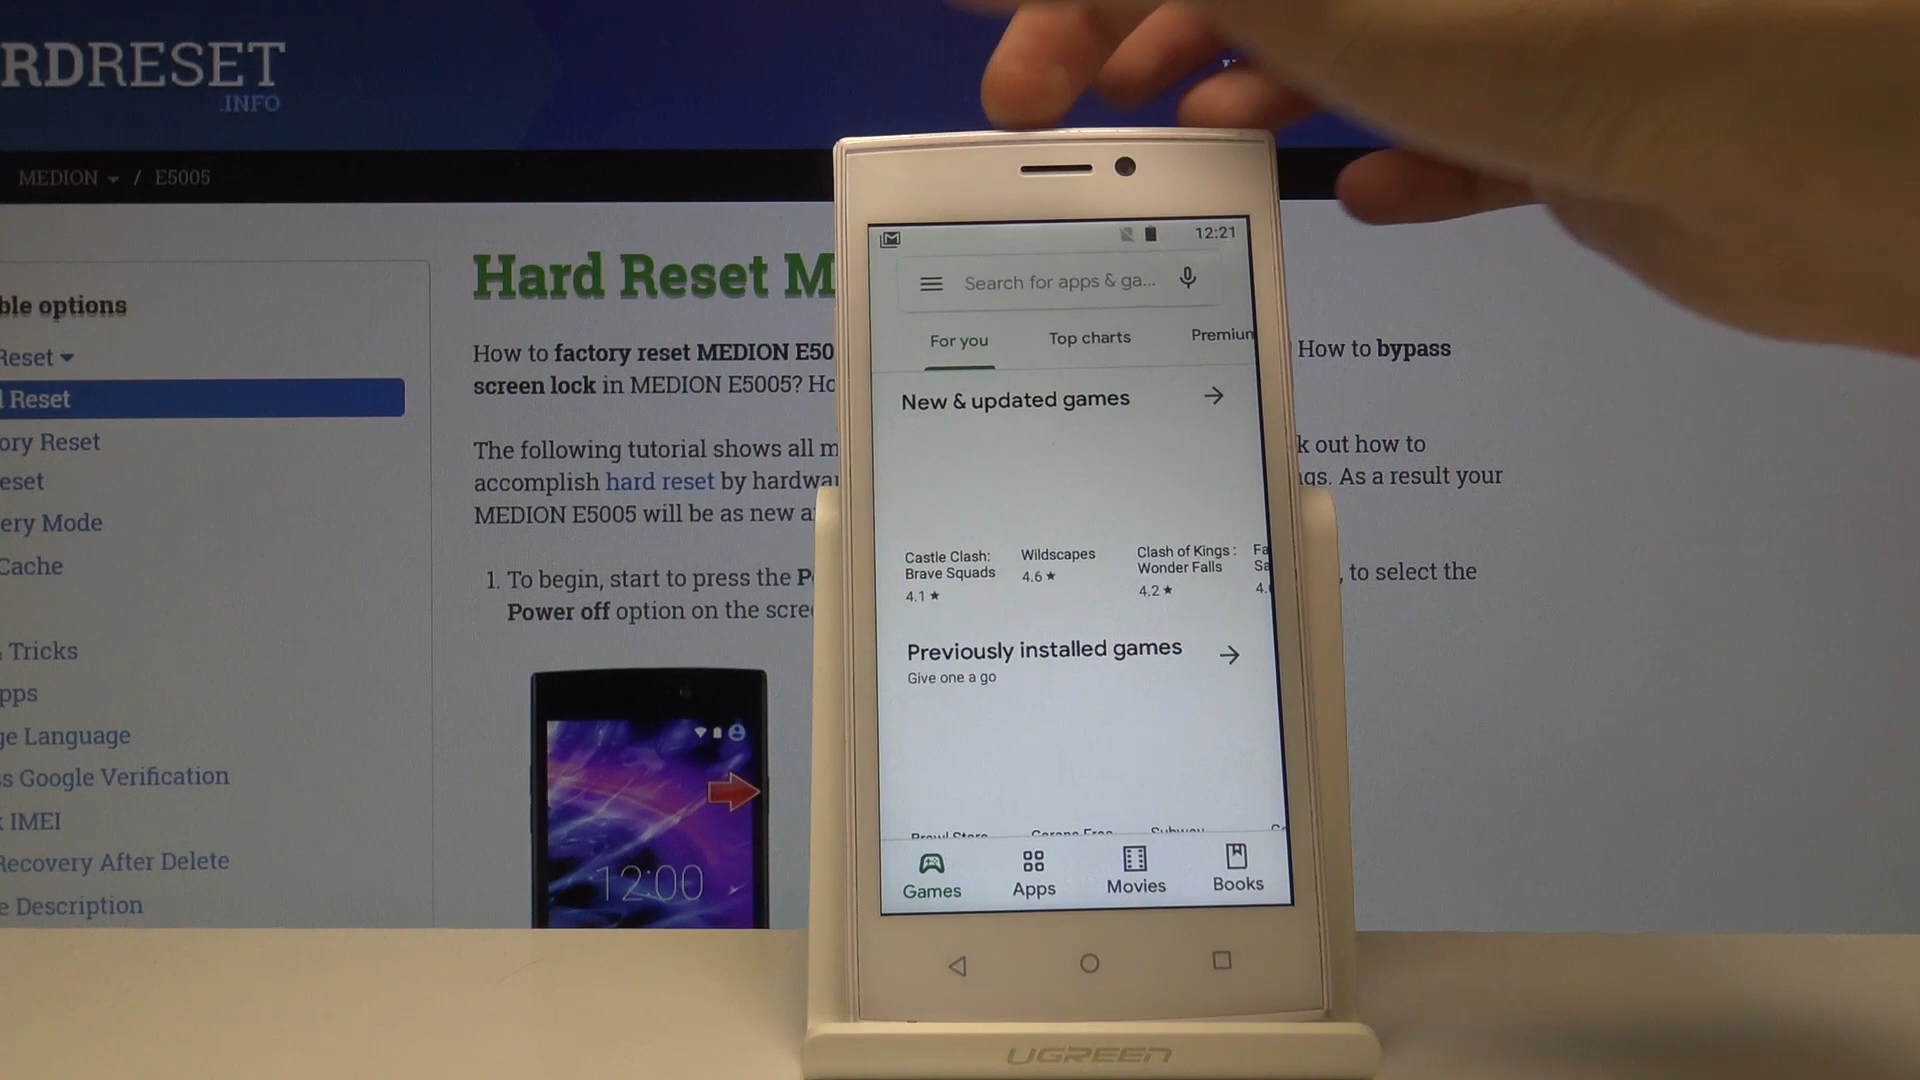 RDRESET
.INFO
MEDION / E5005
ble options
Reset
Reset
ory Reset
eset
ery Mode
Cache
Tricks
pps
ge Language
s Google Verification
IMEI
Recovery After Delete
e Description
Hard Reset M
How to factory reset MEDION E50
screen lock in MEDION E5005? Ho
The following tutorial shows all m
accomplish hard reset by hardwa
MEDION E5005 will be as new a
1. To begin, start to press the P
Power off option on the scre
12:00
How to bypass
k out how to
gs. As a result your
, to select the
12:21
Search for apps & ga...
For you Top charts Premium
New & updated games
Castle Clash: Brave Squads 4.1 ★
Wildscapes 4.6 ★
Clash of Kings : Wonder Falls 4.2 ★
Fa
Sa
4.
Previously installed games
Give one a go
Games Apps Movies Books
UGREEN